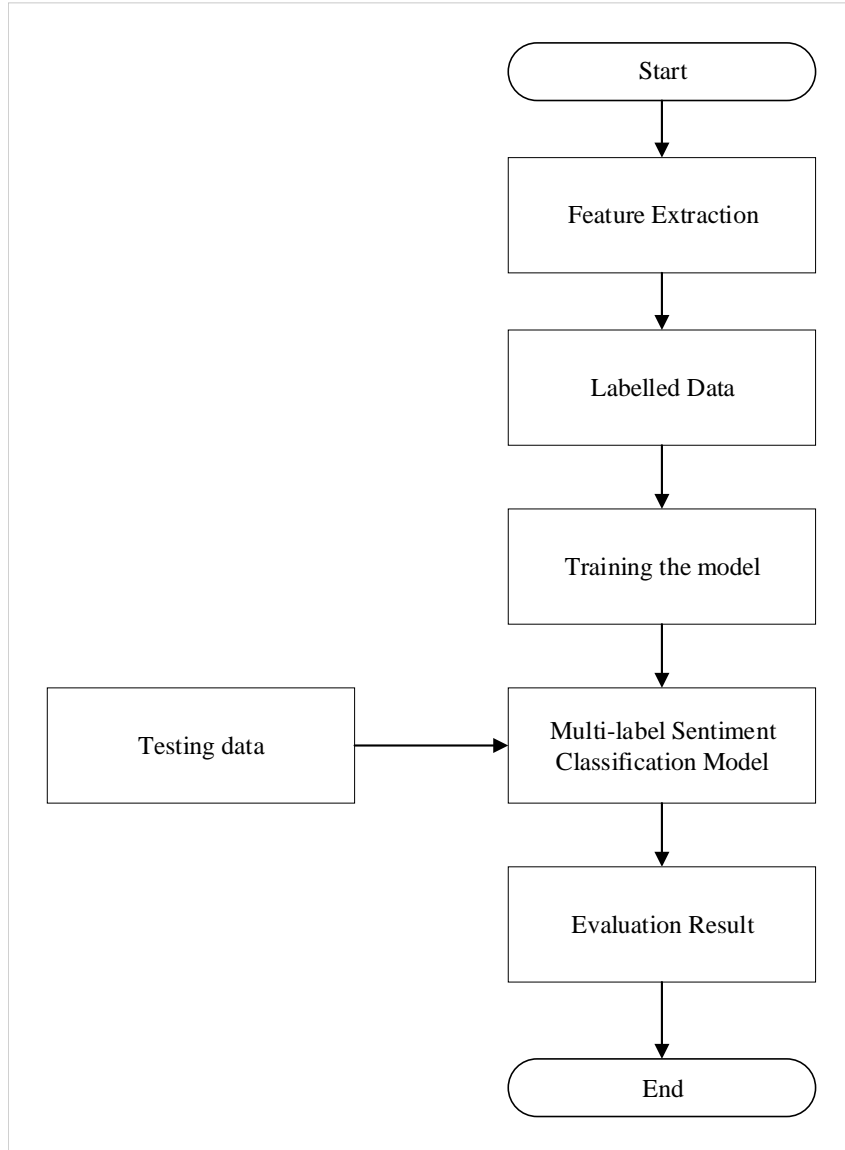 Start
Feature Extraction
Labelled Data
Training the model
Testing data
Multi-label Sentiment
Classification Model
Evaluation Result
End